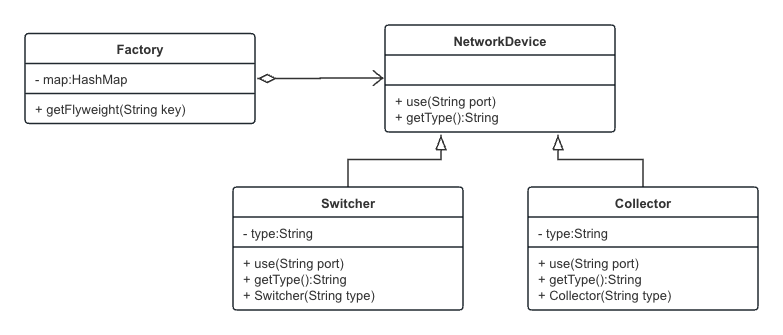 Factory
- map:HashMap
+ getFlyweight(String key)
NetworkDevice
+ use(String port)
+ getType():String
Switcher
- type:String
+ use(String port)
+ getType():String
+ Switcher(String type)
Collector
- type:String
+ use(String port)
+ getType():String
+ Collector(String type)